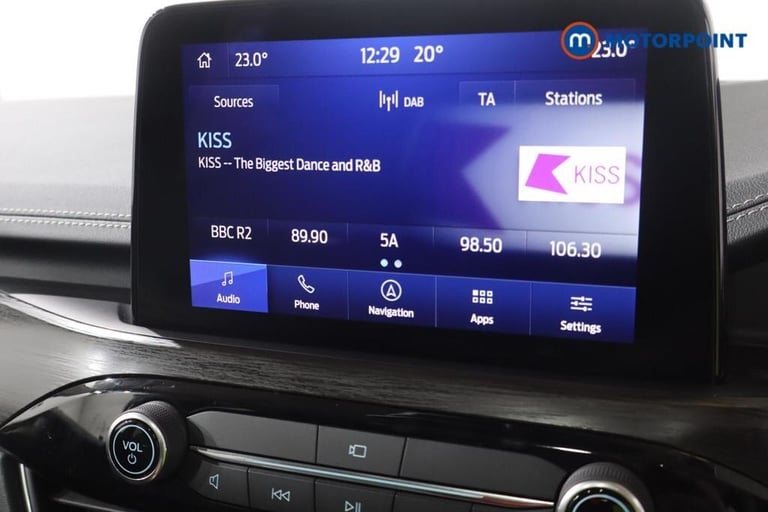 MOTORPOINT
23.0° 12:29 20° 23.0°
Sources DAB TA Stations
KISS
KISS -- The Biggest Dance and R&B
KISS
BBC R2 89.90 5A 98.50 106.30
Audio Phone Navigation Apps Settings
VOL